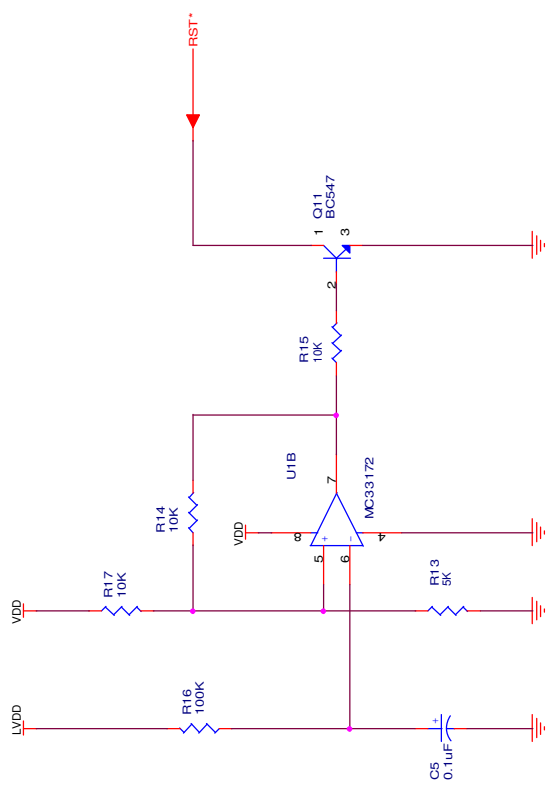 RST*
Q11
BC547
1
3
2
R15
10K
U1B
7
MC33172
R14
10K
VDD
8
4
5
+
6
-
R13
5K
VDD
R17
10K
LVDD
R16
100K
+
C5
0.1uF